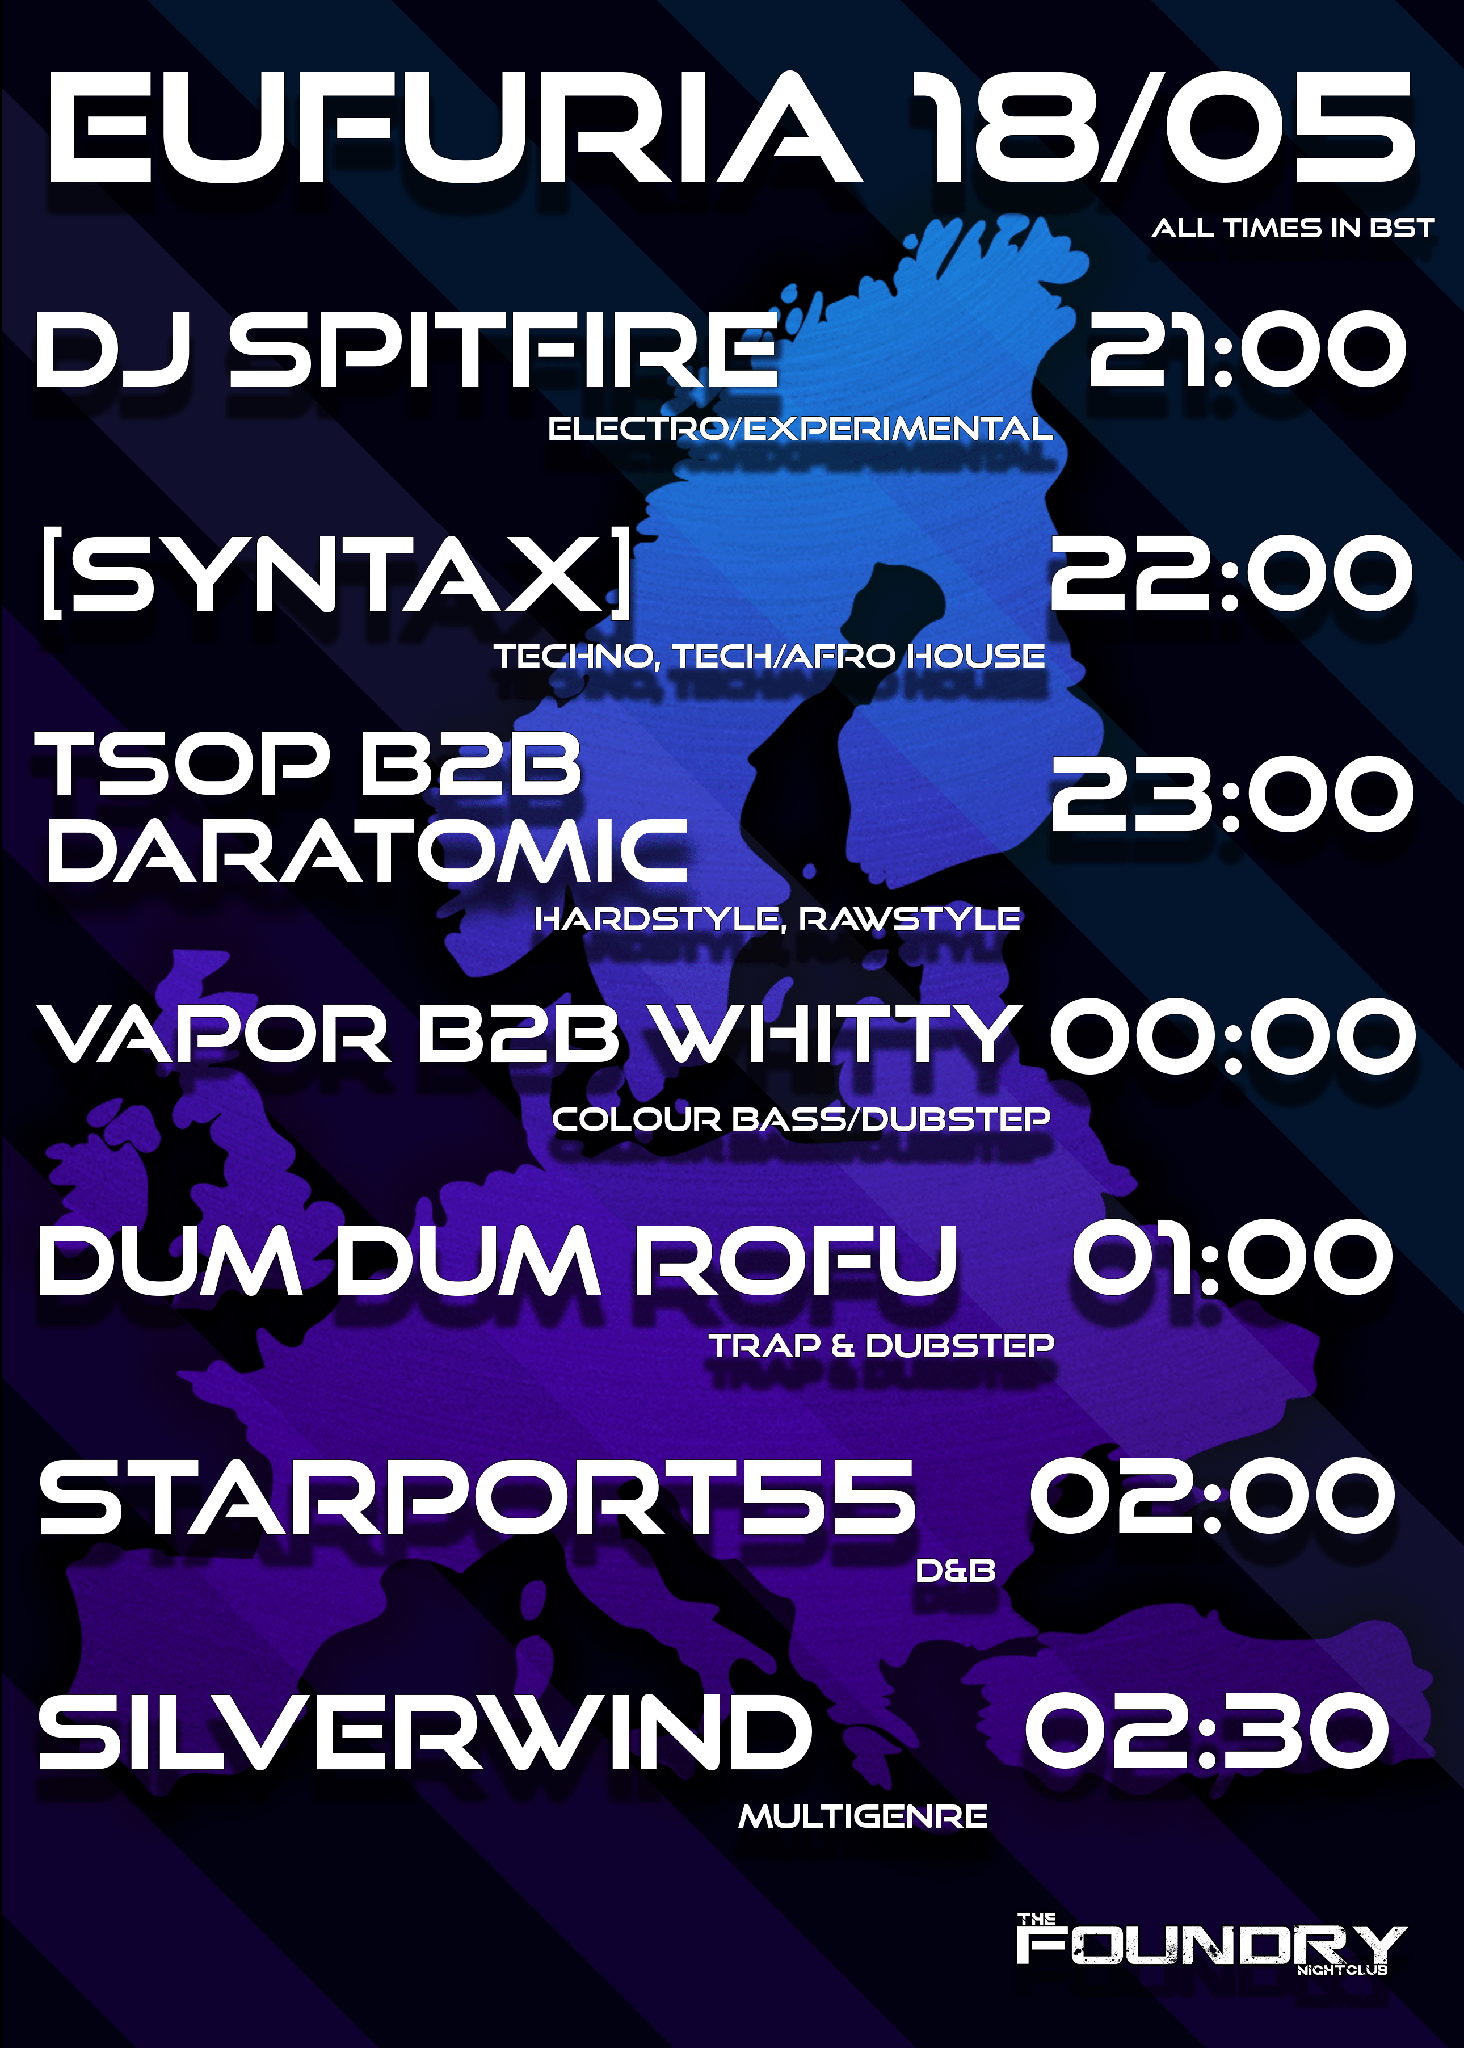 EUFURIA 18/05
ALL TIMES IN BST
DJ SPITFIRE 21:00
ELECTRO/EXPERIMENTAL
[SYNTAX] 22:00
TECHNO, TECH/AFRO HOUSE
TSOP B2B
DARATOMIC 23:00
HARDSTYLE, RAWSTYLE
VAPOR B2B WHITTY 00:00
COLOUR BASS/DUBSTEP
DUM DUM ROFU 01:00
TRAP & DUBSTEP
STARPORT55 02:00
D&B
SILVERWIND 02:30
MULTIGENRE
THE
FOUNDRY
NIGHTCLUB